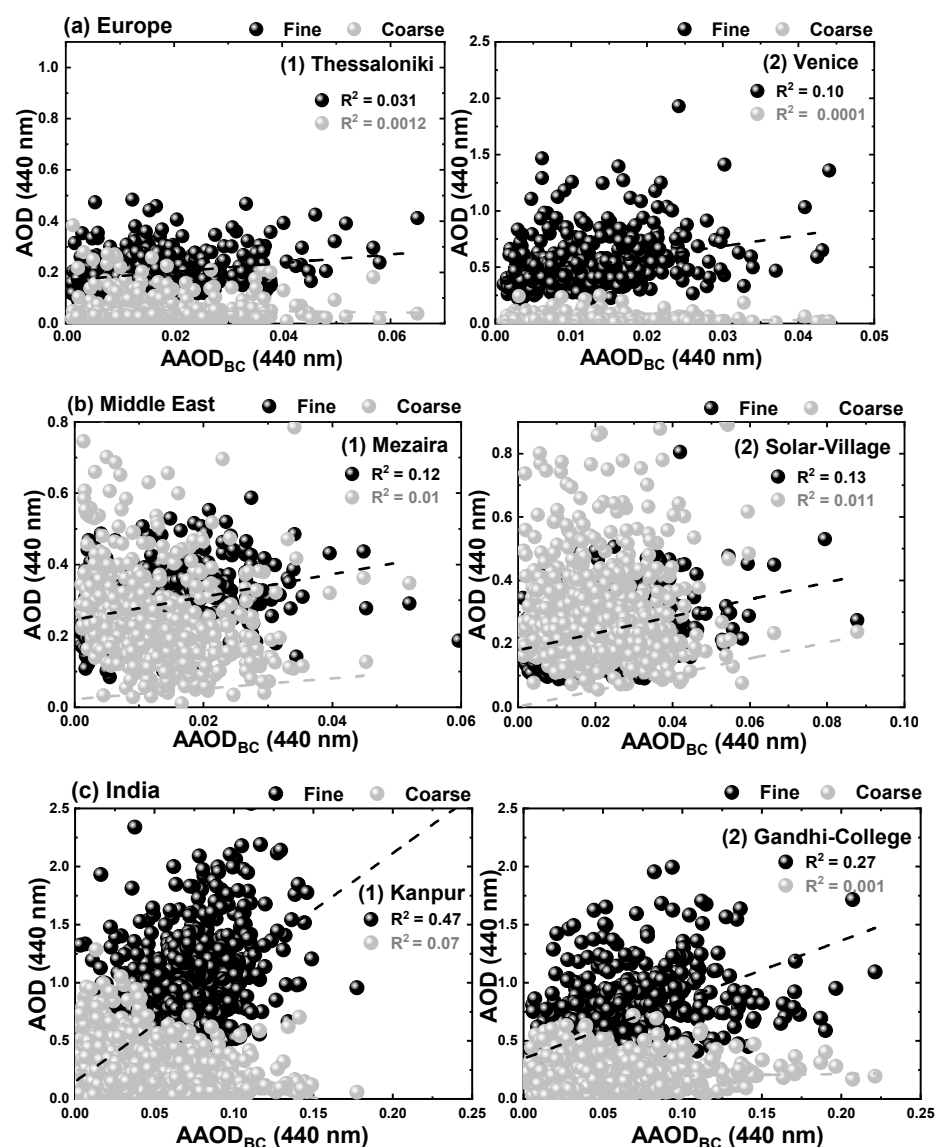 (a) Europe
Fine Coarse
Fine Coarse
(1) Thessaloniki
R² = 0.031
R² = 0.0012
AOD (440 nm)
1.0
0.8
0.6
0.4
0.2
0.0
0.00 0.02 0.04 0.06
AAOD_BC (440 nm)
(2) Venice
R² = 0.10
R² = 0.0001
AOD (440 nm)
2.5
2.0
1.5
1.0
0.5
0.0
0.00 0.01 0.02 0.03 0.04 0.05
AAOD_BC (440 nm)
(b) Middle East
Fine Coarse
Fine Coarse
(1) Mezaira
R² = 0.12
R² = 0.01
AOD (440 nm)
0.8
0.6
0.4
0.2
0.0
0.00 0.02 0.04 0.06
AAOD_BC (440 nm)
(2) Solar-Village
R² = 0.13
R² = 0.011
AOD (440 nm)
0.8
0.6
0.4
0.2
0.0
0.00 0.02 0.04 0.06 0.08 0.10
AAOD_BC (440 nm)
(c) India
Fine Coarse
Fine Coarse
(1) Kanpur
R² = 0.47
R² = 0.07
AOD (440 nm)
2.5
2.0
1.5
1.0
0.5
0.0
0.00 0.05 0.10 0.15 0.20 0.25
AAOD_BC (440 nm)
(2) Gandhi-College
R² = 0.27
R² = 0.001
AOD (440 nm)
2.5
2.0
1.5
1.0
0.5
0.0
0.00 0.05 0.10 0.15 0.20 0.25
AAOD_BC (440 nm)